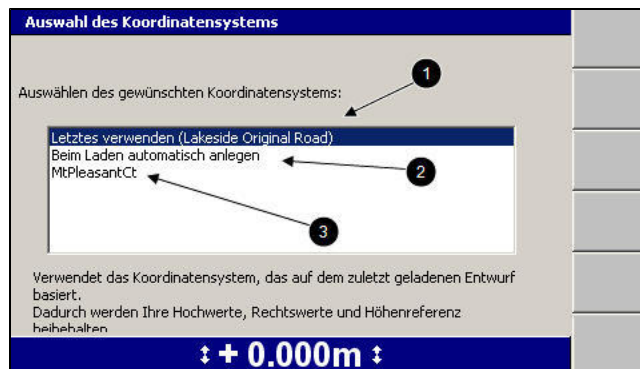 Auswahl des Koordinatensystems
1
Auswählen des gewünschten Koordinatensystems:
Letztes verwenden (Lakeside Original Road)
Beim Laden automatisch anlegen
2
MtPleasantCt
3
Verwendet das Koordinatensystem, das auf dem zuletzt geladenen Entwurf
basiert.
Dadurch werden Ihre Hochwerte, Rechtswerte und Höhenreferenz
beibehalten
+ 0.000m